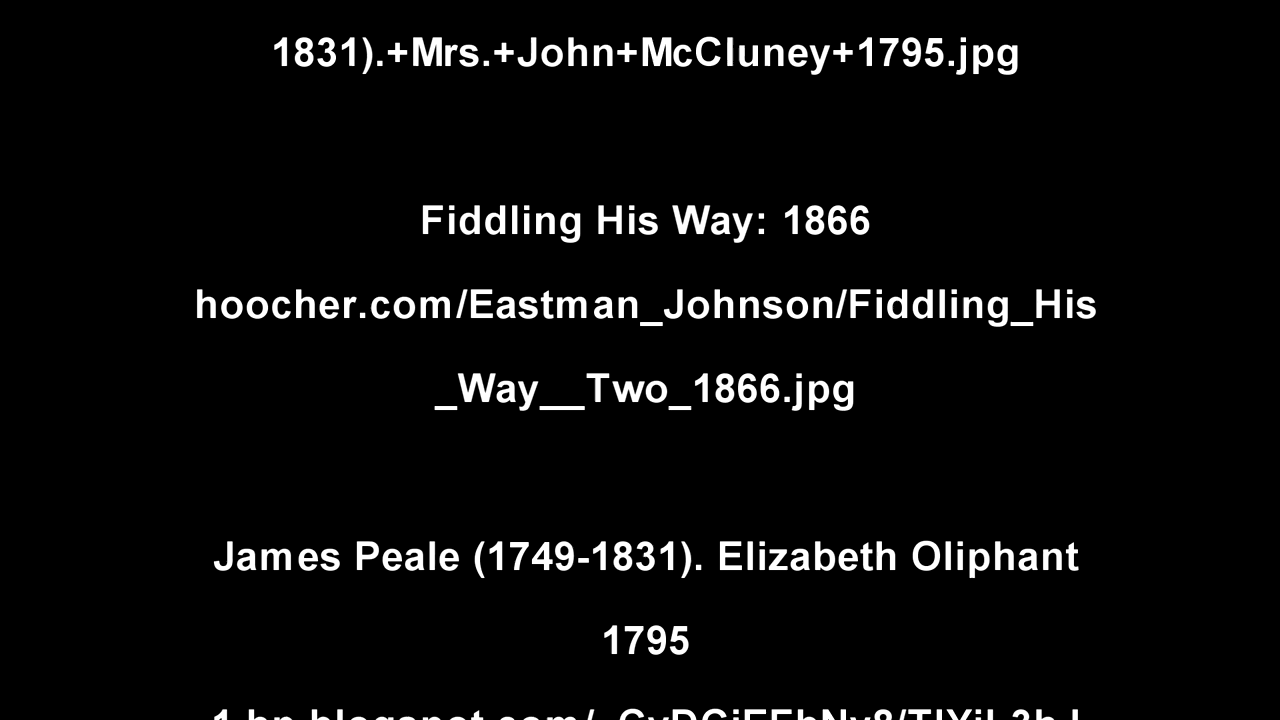 1831).+Mrs.+John+McCluney+1795.jpg
Fiddling His Way: 1866
hoocher.com/Eastman_Johnson/Fiddling_His
_Way__Two_1866.jpg
James Peale (1749-1831). Elizabeth Oliphant
1795